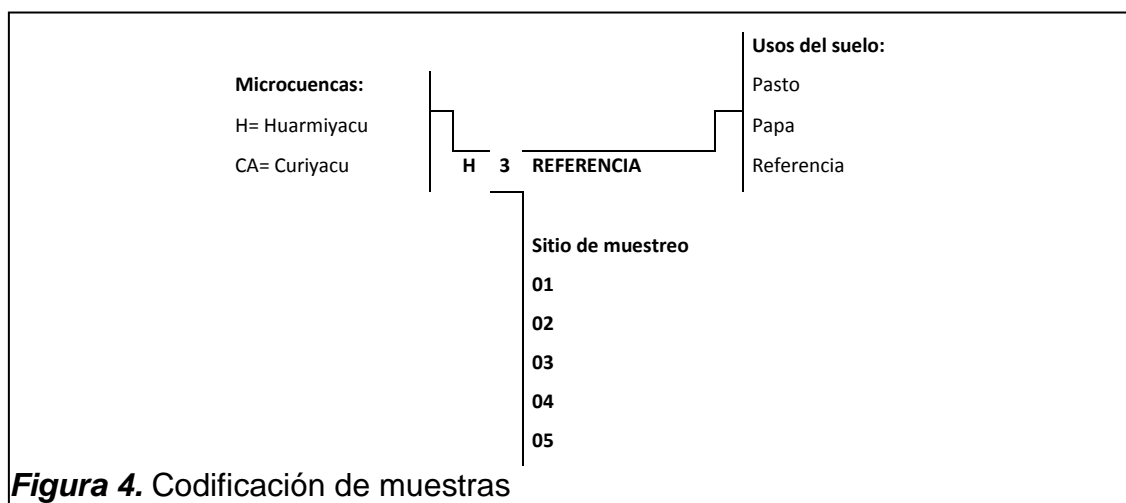 Usos del suelo:
Microcuencas:
Pasto
H= Huarmiyacu
Papa
CA= Curiyacu
H 3 REFERENCIA
Referencia
Sitio de muestreo
01
02
03
04
05
Figura 4. Codificación de muestras